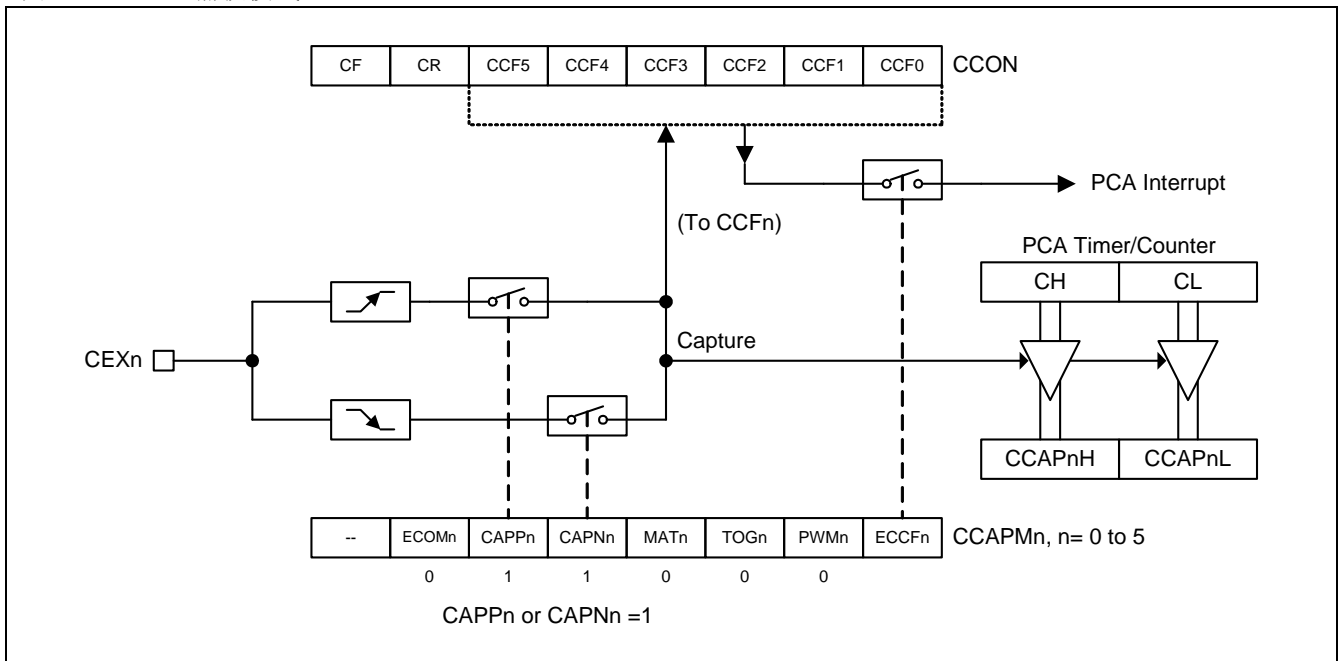 CF CR CCF5 CCF4 CCF3 CCF2 CCF1 CCF0 CCON
PCA Interrupt
(To CCFn)
PCA Timer/Counter
CH CL
CEXn
Capture
CCAPnH CCAPnL
-- ECOMn CAPPn CAPNn MATn TOGn PWMn ECCFn CCAPMn, n= 0 to 5
0 1 1 0 0 0
CAPPn or CAPNn =1